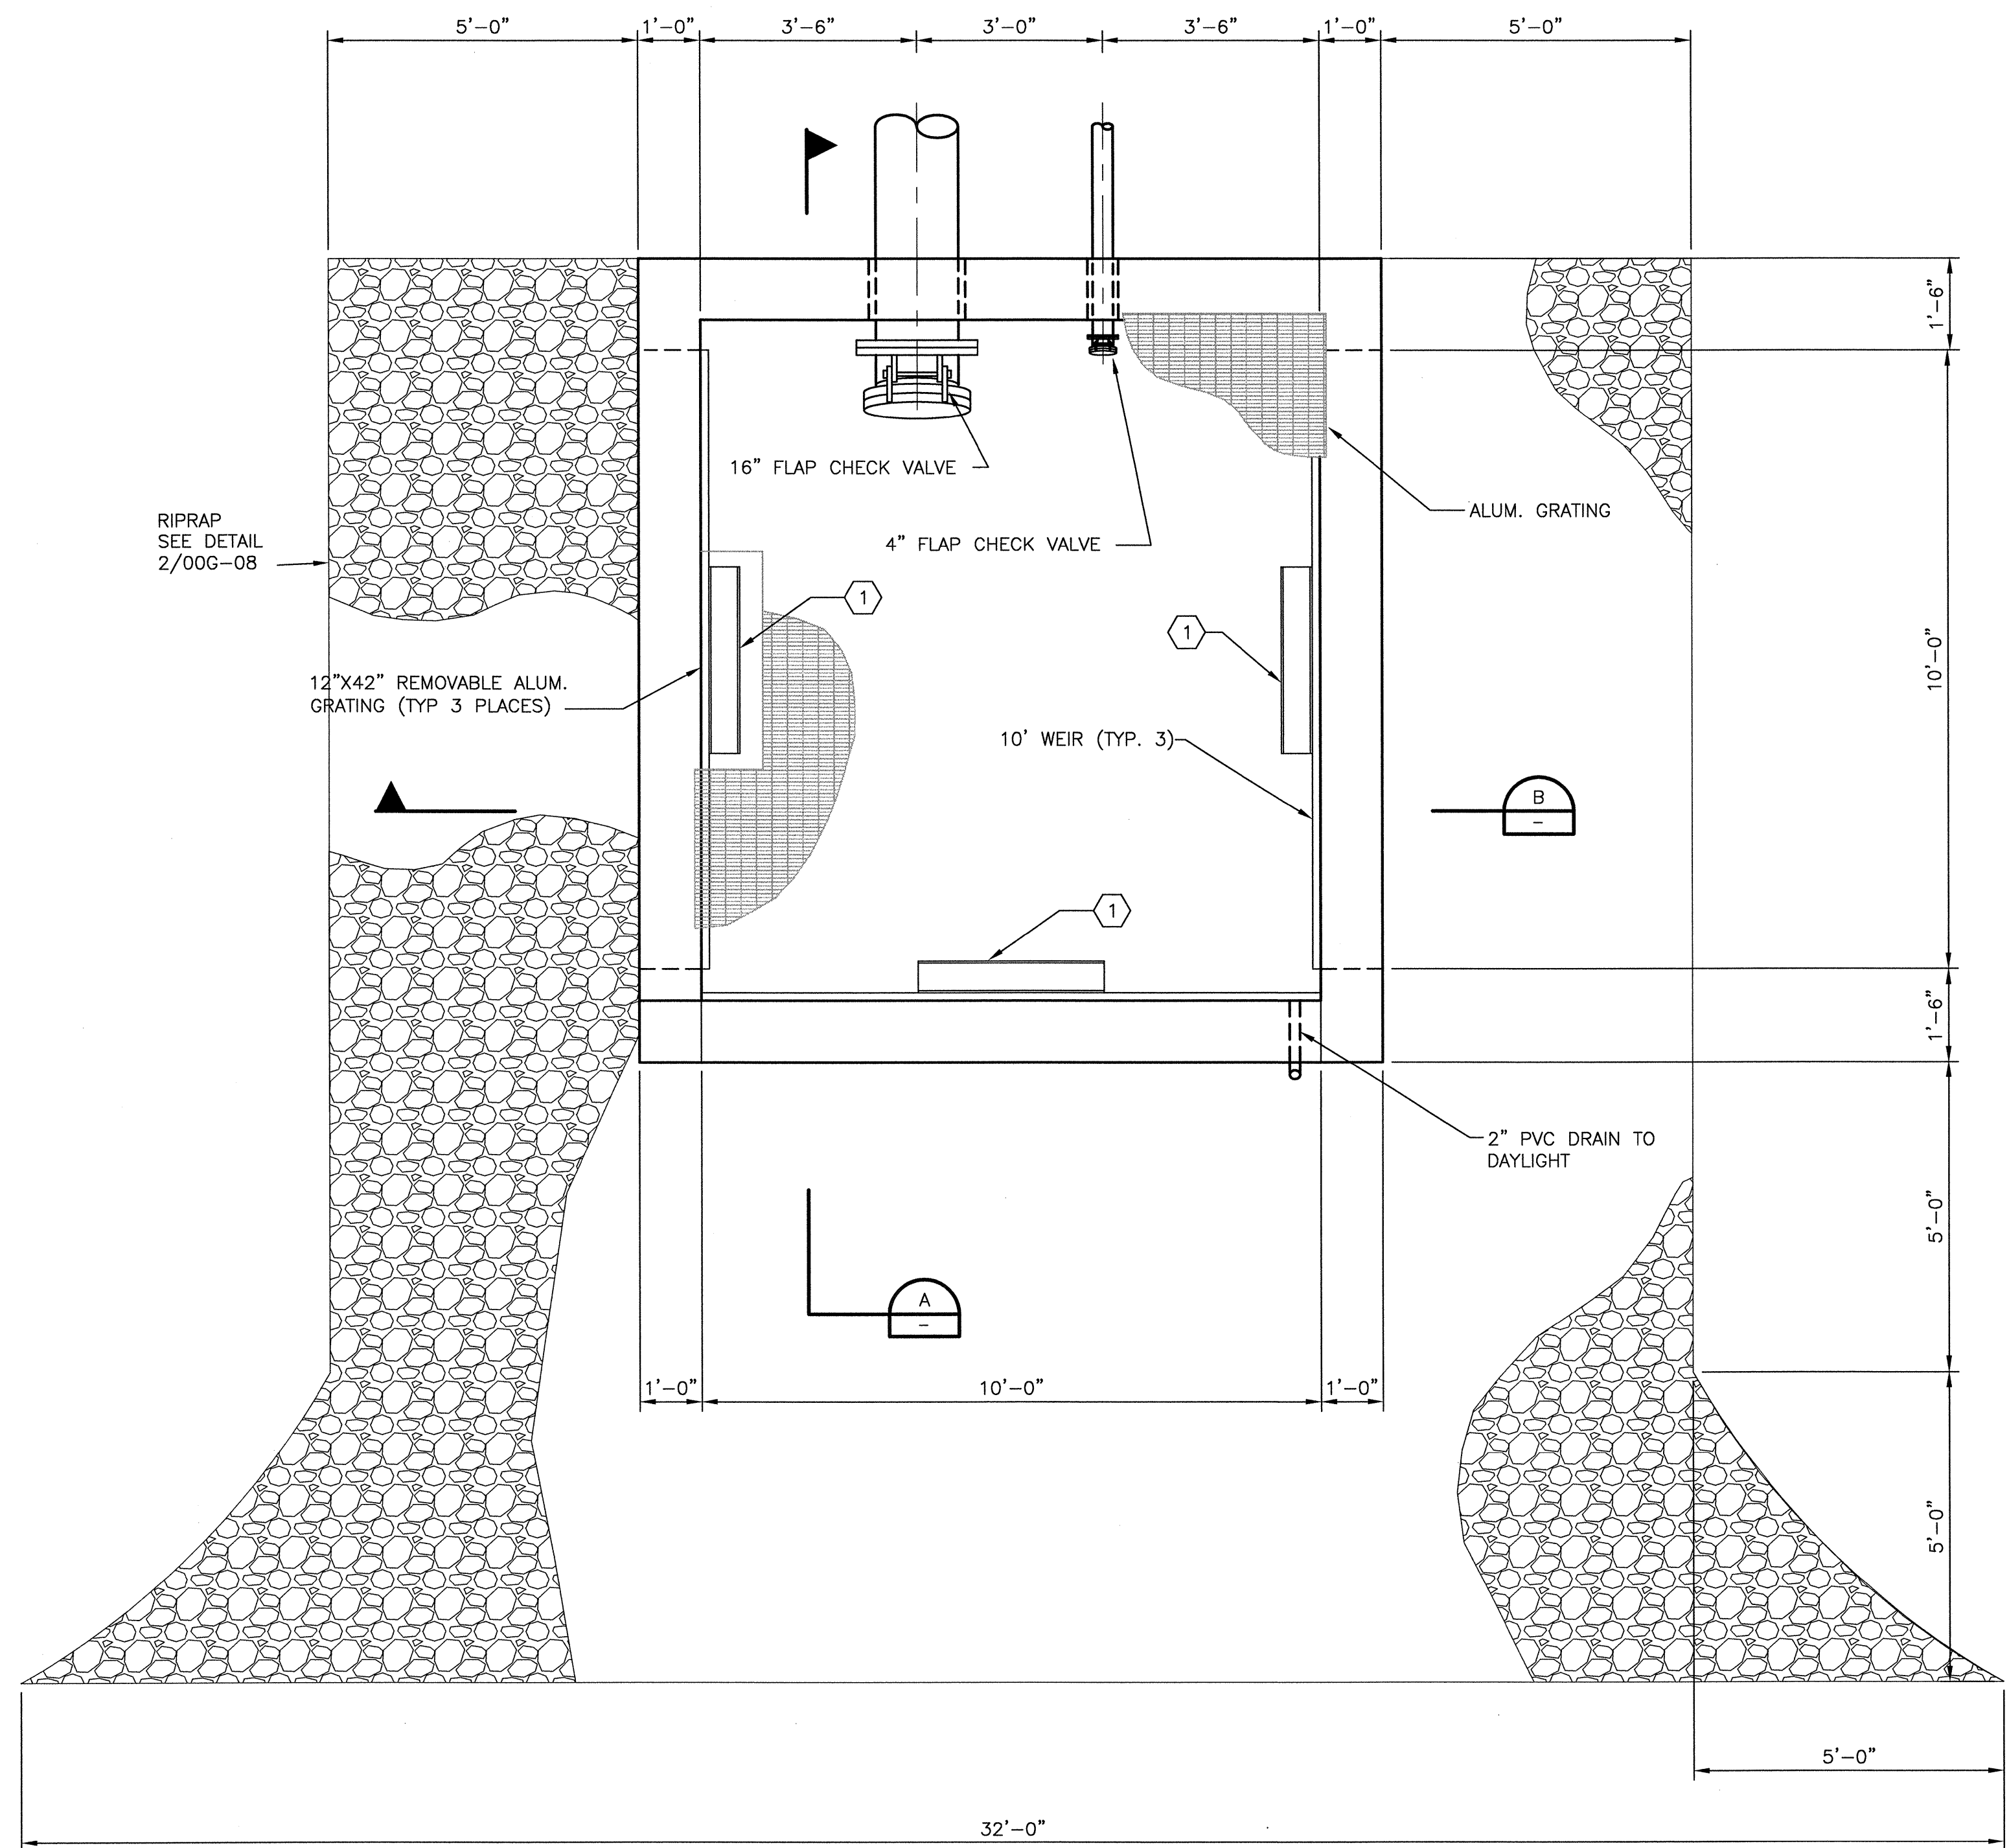 5'-0" 1'-0" 3'-6" 3'-0" 3'-6" 1'-0" 5'-0"
1'-6"
16" FLAP CHECK VALVE
ALUM. GRATING
RIPRAP
SEE DETAIL
2/00G-08
4" FLAP CHECK VALVE
1
1
10'-0"
12"X42" REMOVABLE ALUM.
GRATING (TYP 3 PLACES)
10' WEIR (TYP. 3)
B
-
1
1'-6"
2" PVC DRAIN TO
DAYLIGHT
5'-0"
A
-
1'-0" 10'-0" 1'-0"
5'-0"
5'-0"
32'-0"